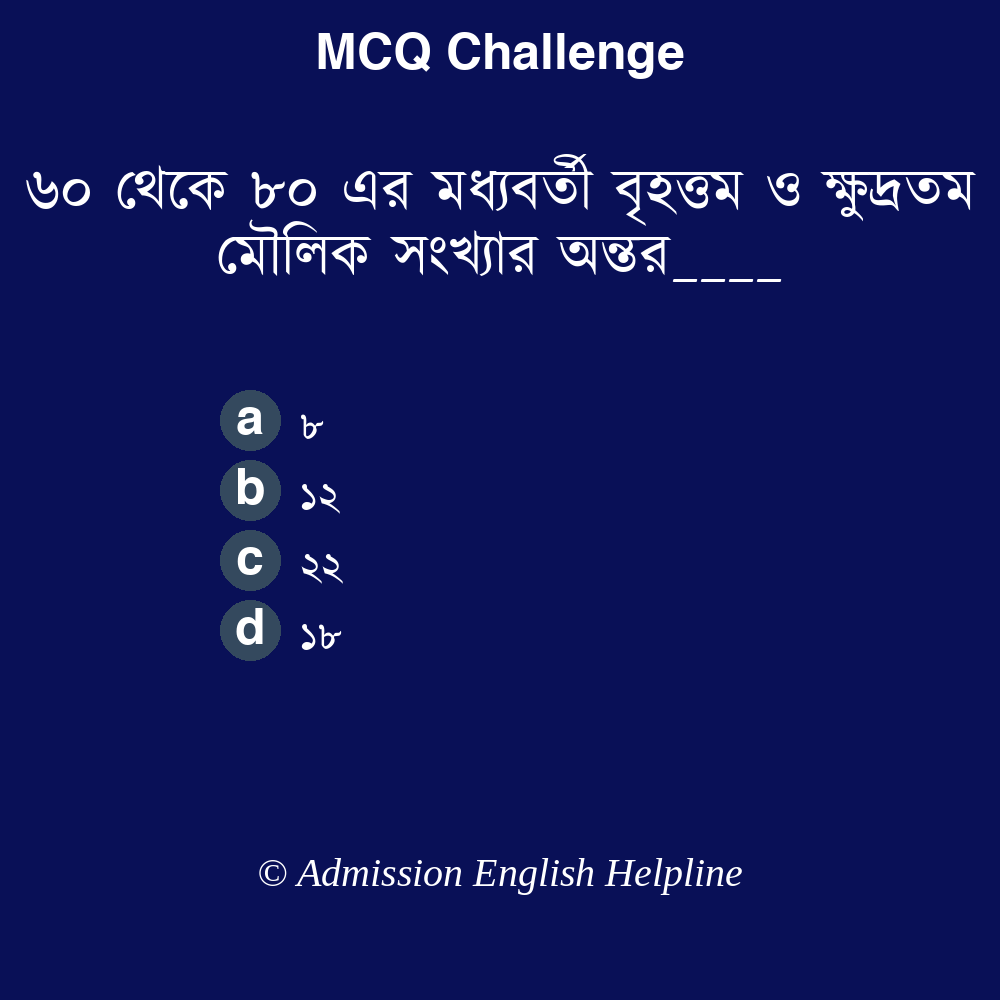 MCQ Challenge
৬০ থেকে ৮০ এর মধ্যবর্তী বৃহত্তম ও ক্ষুদ্রতম
মৌলিক সংখ্যার অন্তর____
a ৮
b ১২
c ২২
d ১৮
© Admission English Helpline